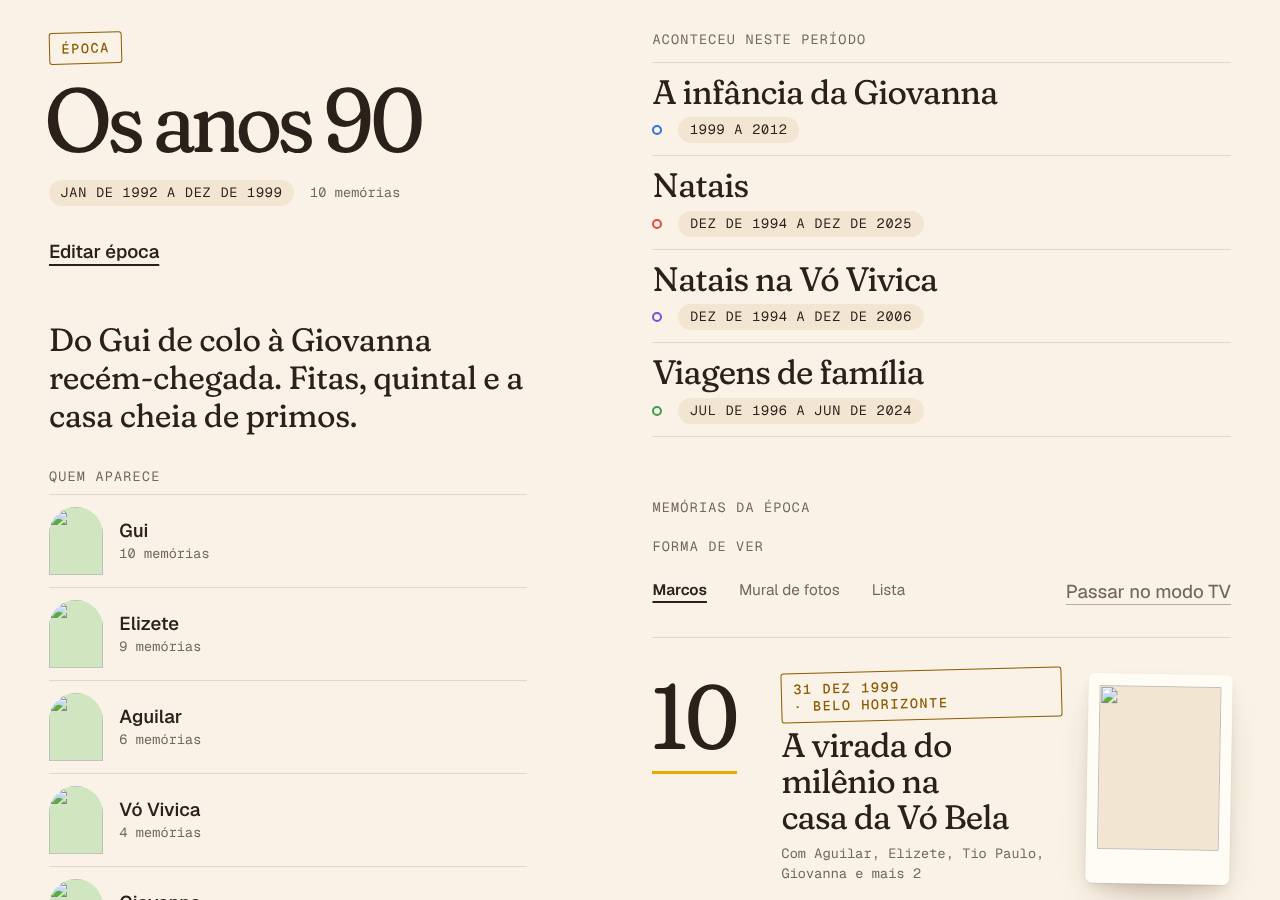 ÉPOCA
Os anos 90
JAN DE 1992 A DEZ DE 1999
10 memórias
Editar época
Do Gui de colo à Giovanna
recém-chegada. Fitas, quintal e a
casa cheia de primos.
QUEM APARECE
Gui
10 memórias
Elizete
9 memórias
Aguilar
6 memórias
Vó Vivica
4 memórias
ACONTECEU NESTE PERÍODO
A infância da Giovanna
1999 A 2012
Natais
DEZ DE 1994 A DEZ DE 2025
Natais na Vó Vivica
DEZ DE 1994 A DEZ DE 2006
Viagens de família
JUL DE 1996 A JUN DE 2024
MEMÓRIAS DA ÉPOCA
FORMA DE VER
Marcos
Mural de fotos
Lista
Passar no modo TV
10
31 DEZ 1999
· BELO HORIZONTE
A virada do
milênio na
casa da Vó Bela
Com Aguilar, Elizete, Tio Paulo,
Giovanna e mais 2